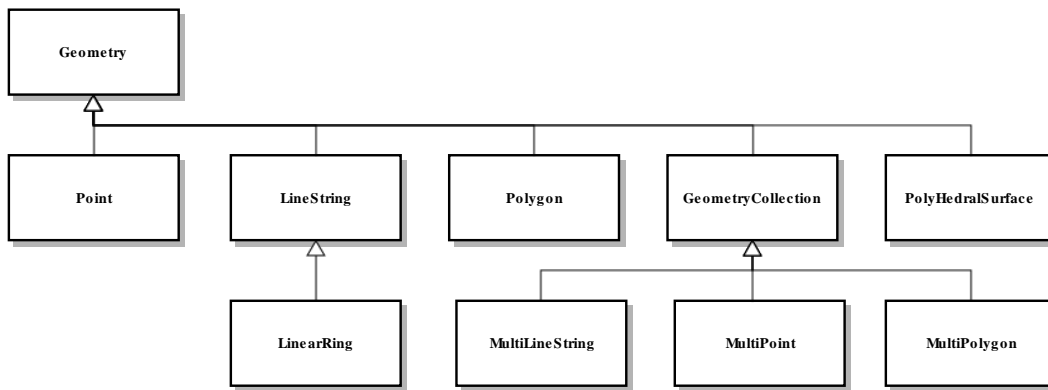 Geometry
Point
LineString
Polygon
GeometryCollection
PolyHedralSurface
LinearRing
MultiLineString
MultiPoint
MultiPolygon